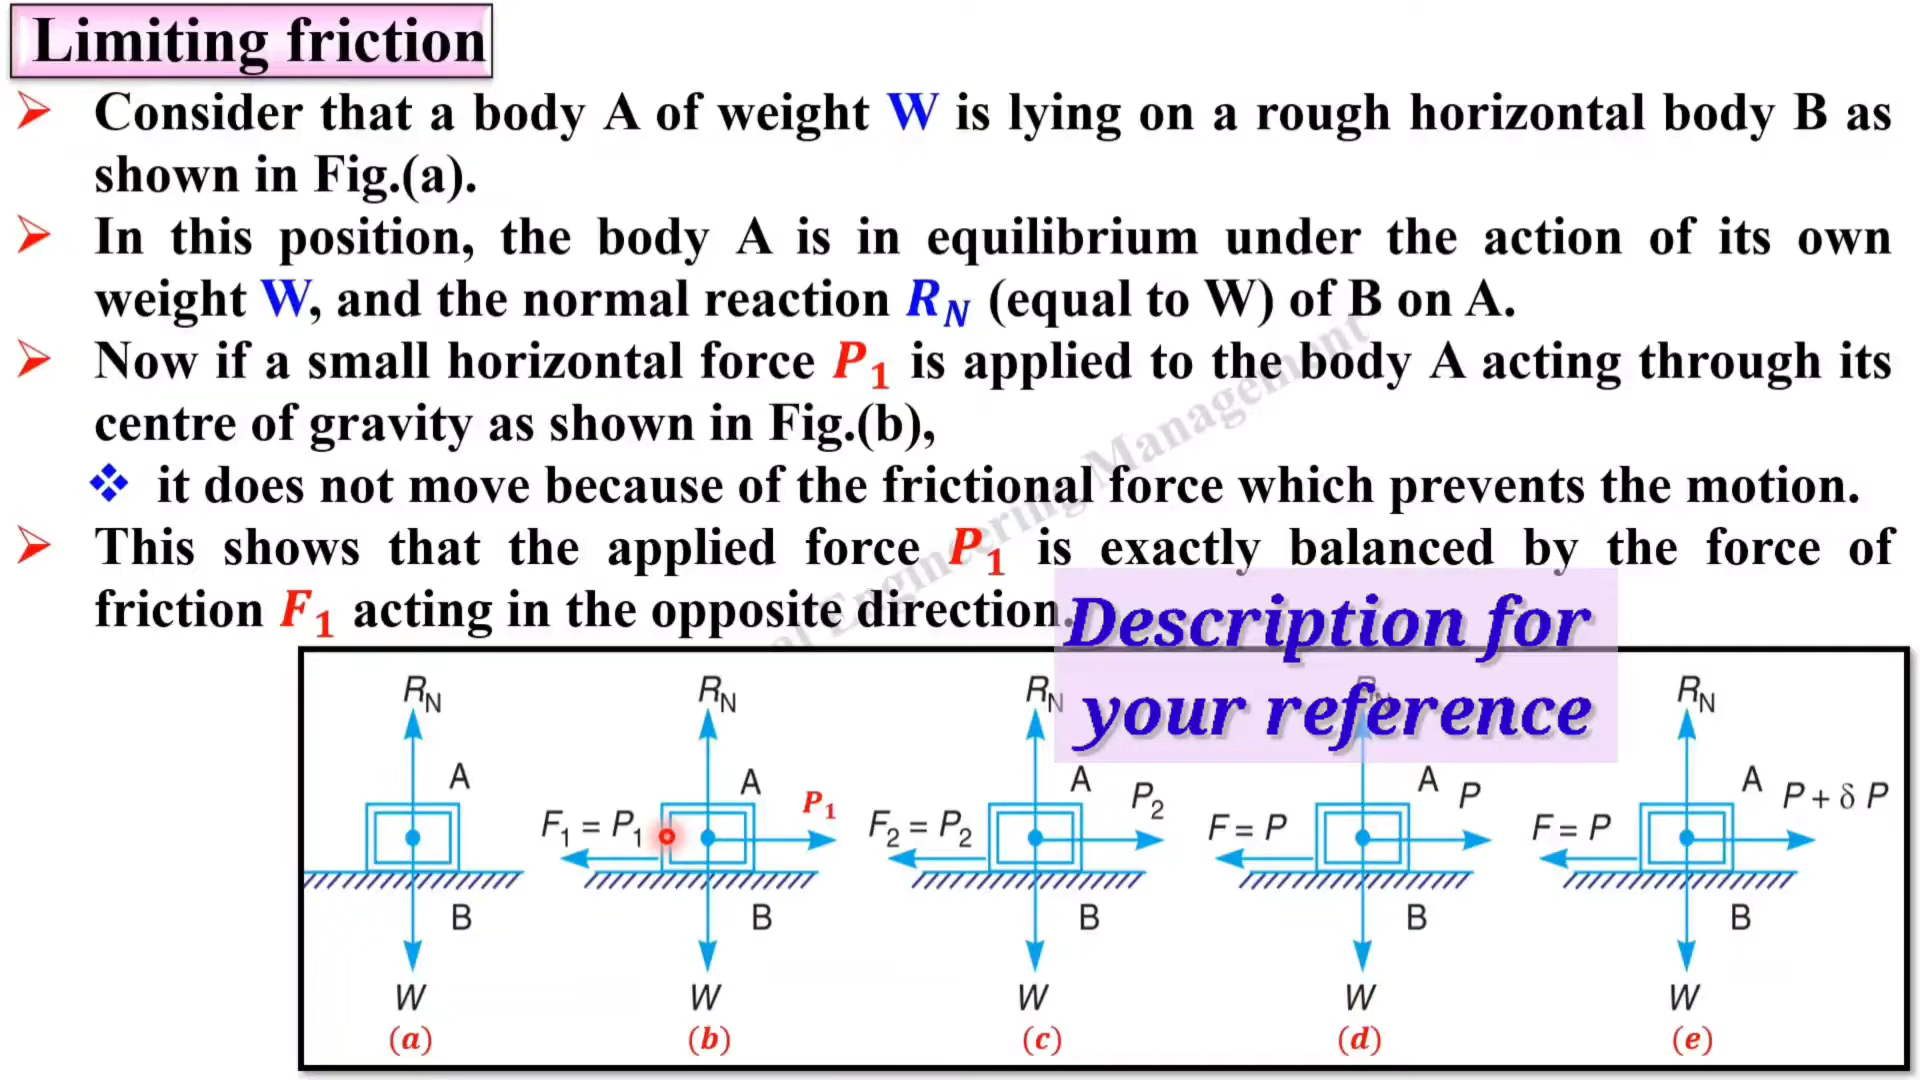 Limiting friction
Consider that a body A of weight W is lying on a rough horizontal body B as
shown in Fig.(a).
In this position, the body A is in equilibrium under the action of its own
weight W, and the normal reaction R_N (equal to W) of B on A.
Now if a small horizontal force P_1 is applied to the body A acting through its
centre of gravity as shown in Fig.(b),
it does not move because of the frictional force which prevents the motion.
This shows that the applied force P_1 is exactly balanced by the force of
friction F_1 acting in the opposite direction.
Engineering Management
Description for
your reference
R_N
A
B
W
(a)
R_N
A
F_1 = P_1
P_1
B
W
(b)
R_N
A
F_2 = P_2
P_2
B
W
(c)
R_N
A
F = P
P
B
W
(d)
R_N
A
F = P
P + δ P
B
W
(e)